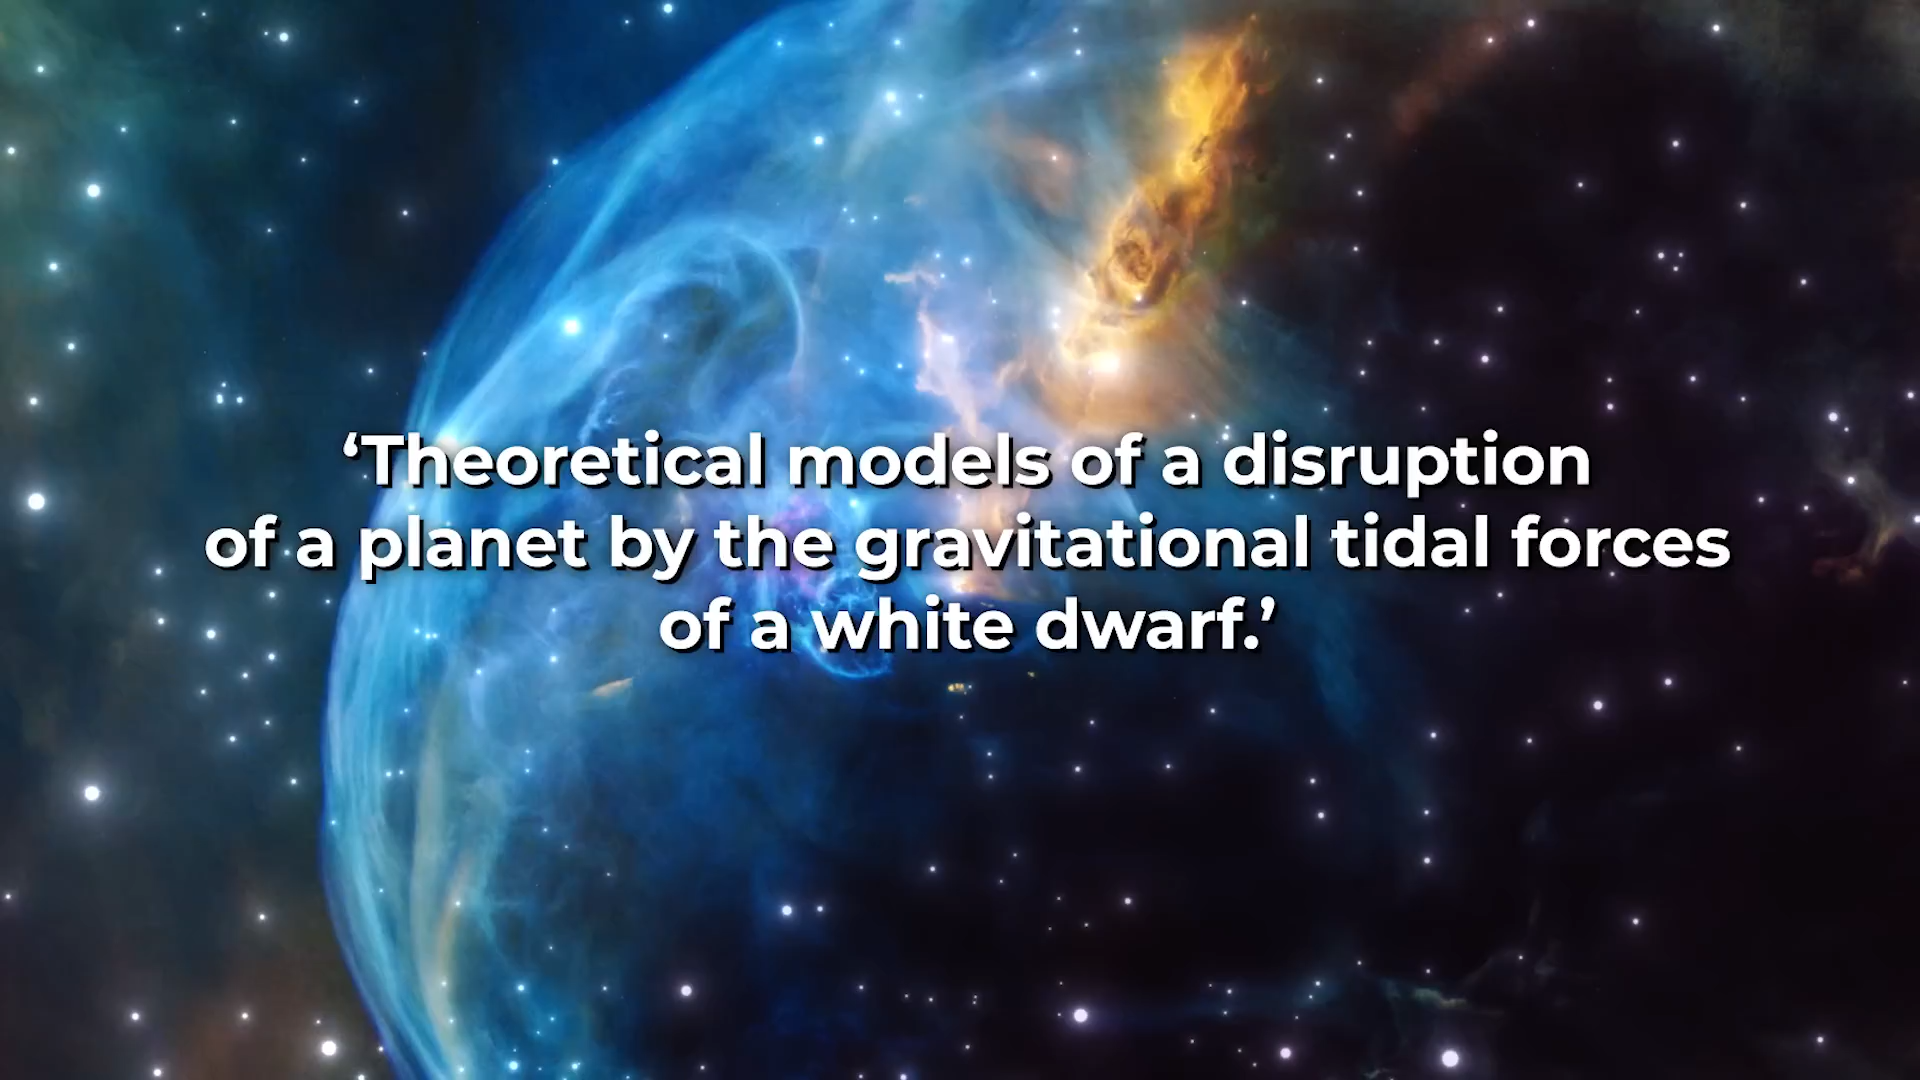 ‘Theoretical models of a disruption
of a planet by the gravitational tidal forces
of a white dwarf.’